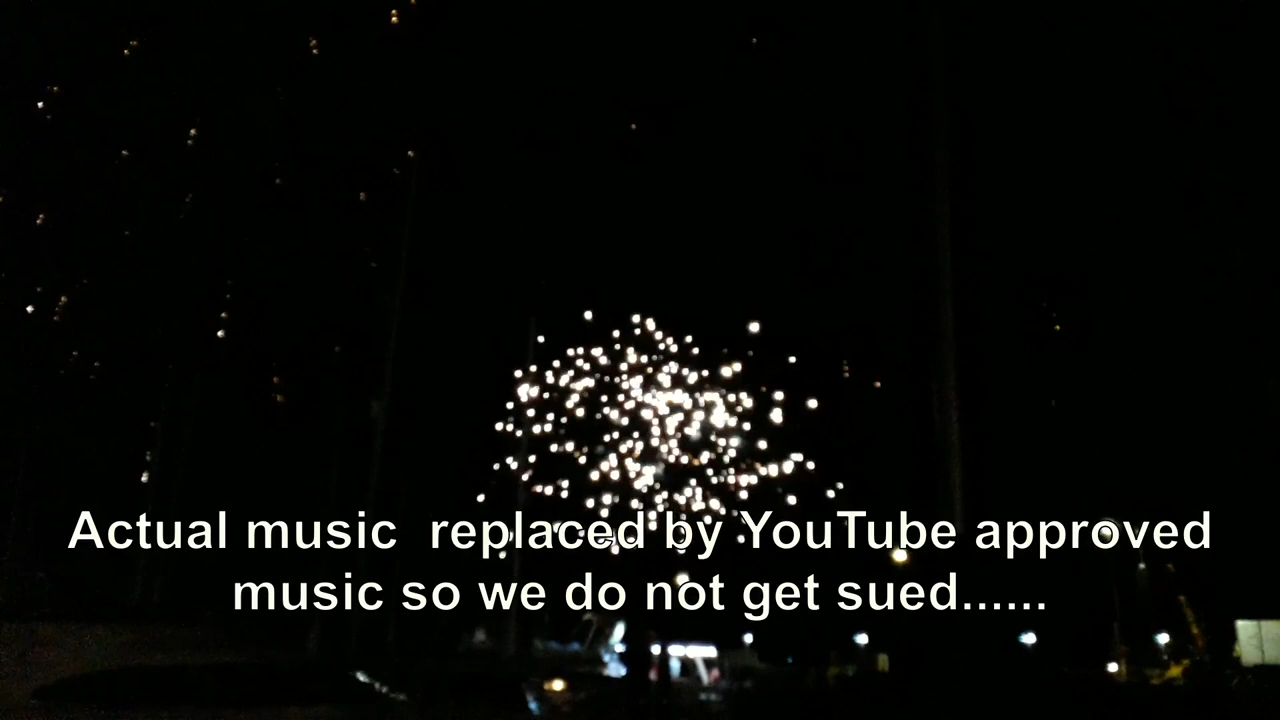 Actual music  replaced by YouTube approved
music so we do not get sued......